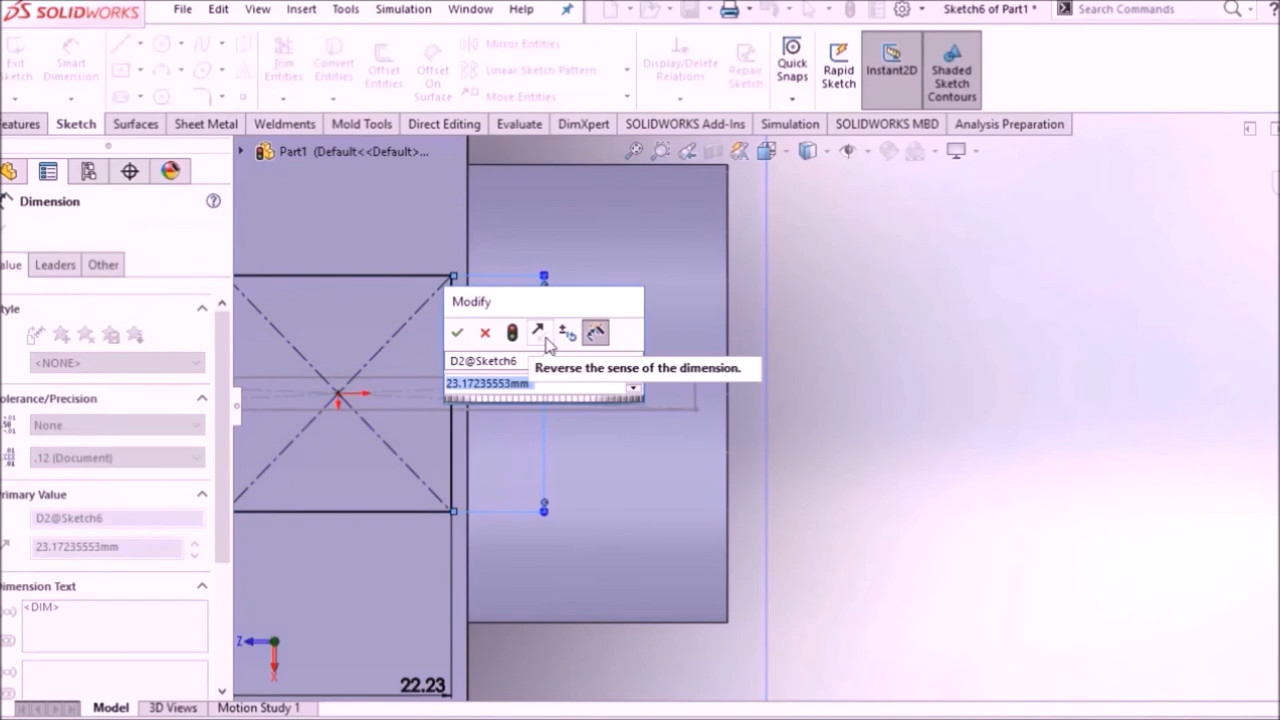 SOLIDWORKS File Edit View Insert Tools Simulation Window Help Sketch6 of Part1 * Search Commands
Exit Sketch
Smart Dimension
Trim Entities
Convert Entities
Offset Entities
Offset On Surface
Mirror Entities
Linear Sketch Pattern
Move Entities
Display/Delete Relations
Repair Sketch
Quick Snaps
Rapid Sketch
Instant2D
Shaded Sketch Contours
eatures Sketch Surfaces Sheet Metal Weldments Mold Tools Direct Editing Evaluate DimXpert SOLIDWORKS Add-Ins Simulation SOLIDWORKS MBD Analysis Preparation
Part1 (Default<<Default>...
Dimension
alue Leaders Other
Style
<NONE>
olerance/Precision
None
.12 (Document)
rimary Value
D2@Sketch6
23.17235553mm
Dimension Text
<DIM>
Modify
D2@Sketch6
Reverse the sense of the dimension.
23.17235553mm
Z
X
22.23
Model 3D Views Motion Study 1